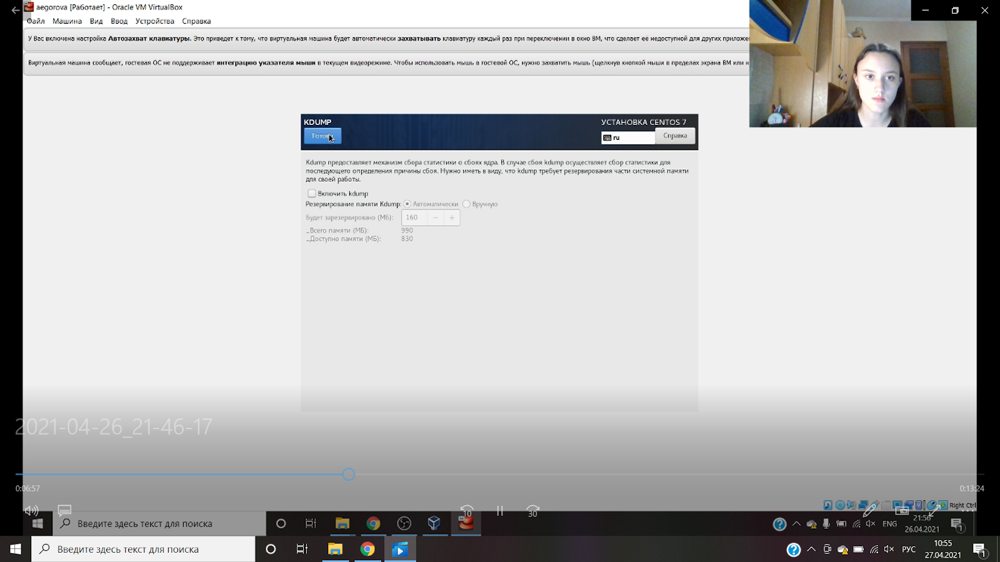 aegorova [Работает] - Oracle VM VirtualBox
Файл Машина Вид Ввод Устройства Справка
У Вас включена настройка Автозахват клавиатуры. Это приведет к тому, что виртуальная машина будет автоматически захватывать клавиатуру каждый раз при переключении в окно ВМ, что сделает ее недоступной для других приложе
Виртуальная машина сообщает, гостевая ОС не поддерживает интеграцию указателя мыши в текущем видеорежиме. Чтобы использовать мышь в гостевой ОС, нужно захватить мышь (щелкнув кнопкой мыши в пределах экрана ВМ или н
KDUMP
УСТАНОВКА CENTOS 7
Готово
ru
Справка
Kdump предоставляет механизм сбора статистики о сбоях ядра. В случае сбоя kdump осуществляет сбор статистики для
последующего определения причины сбоя. Нужно иметь в виду, что kdump требует резервирования части системной памяти
для своей работы.
Включить kdump
Резервирование памяти Kdump: Автоматически Вручную
Будет зарезервировано (МБ): 160 − +
_Всего памяти (МБ): 990
_Доступно памяти (МБ): 830
2021-04-26_21-46-17
0:06:57
0:13:24
10
30
Right Ctrl
Введите здесь текст для поиска
ENG
21:56
26.04.2021
1
Введите здесь текст для поиска
РУС
10:55
27.04.2021
1